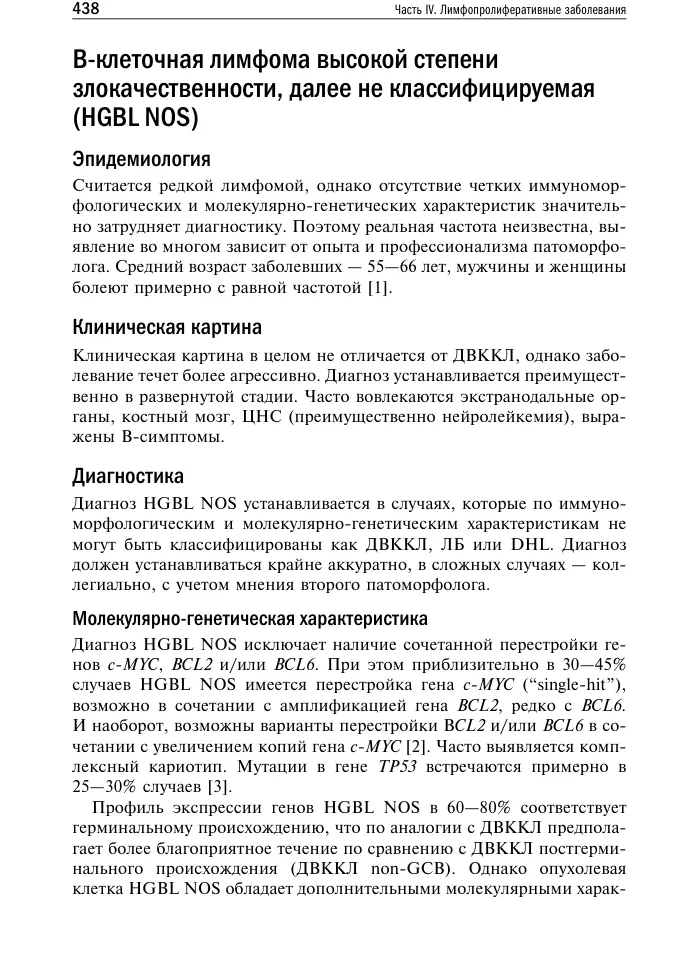 438
Часть IV. Лимфопролиферативные заболевания
В-клеточная лимфома высокой степени
злокачественности, далее не классифицируемая
(HGBL NOS)
Эпидемиология
Считается редкой лимфомой, однако отсутствие четких иммуномор-
фологических и молекулярно-генетических характеристик значитель-
но затрудняет диагностику. Поэтому реальная частота неизвестна, вы-
явление во многом зависит от опыта и профессионализма патоморфо-
лога. Средний возраст заболевших — 55—66 лет, мужчины и женщины
болеют примерно с равной частотой [1].
Клиническая картина
Клиническая картина в целом не отличается от ДВККЛ, однако забо-
левание течет более агрессивно. Диагноз устанавливается преимущест-
венно в развернутой стадии. Часто вовлекаются экстранодальные ор-
ганы, костный мозг, ЦНС (преимущественно нейролейкемия), выра-
жены В-симптомы.
Диагностика
Диагноз HGBL NOS устанавливается в случаях, которые по иммуно-
морфологическим и молекулярно-генетическим характеристикам не
могут быть классифицированы как ДВККЛ, ЛБ или DHL. Диагноз
должен устанавливаться крайне аккуратно, в сложных случаях — кол-
легиально, с учетом мнения второго патоморфолога.
Молекулярно-генетическая характеристика
Диагноз HGBL NOS исключает наличие сочетанной перестройки ге-
нов c-MYC, BCL2 и/или BCL6. При этом приблизительно в 30—45%
случаев HGBL NOS имеется перестройка гена c-MYC (“single-hit”),
возможно в сочетании с амплификацией гена BCL2, редко с BCL6.
И наоборот, возможны варианты перестройки BCL2 и/или BCL6 в со-
четании с увеличением копий гена c-MYC [2]. Часто выявляется комп-
лексный кариотип. Мутации в гене TP53 встречаются примерно в
25—30% случаев [3].
Профиль экспрессии генов HGBL NOS в 60—80% соответствует
герминальному происхождению, что по аналогии с ДВККЛ предпола-
гает более благоприятное течение по сравнению с ДВККЛ постгерми-
нального происхождения (ДВККЛ non-GCB). Однако опухолевая
клетка HGBL NOS обладает дополнительными молекулярными харак-